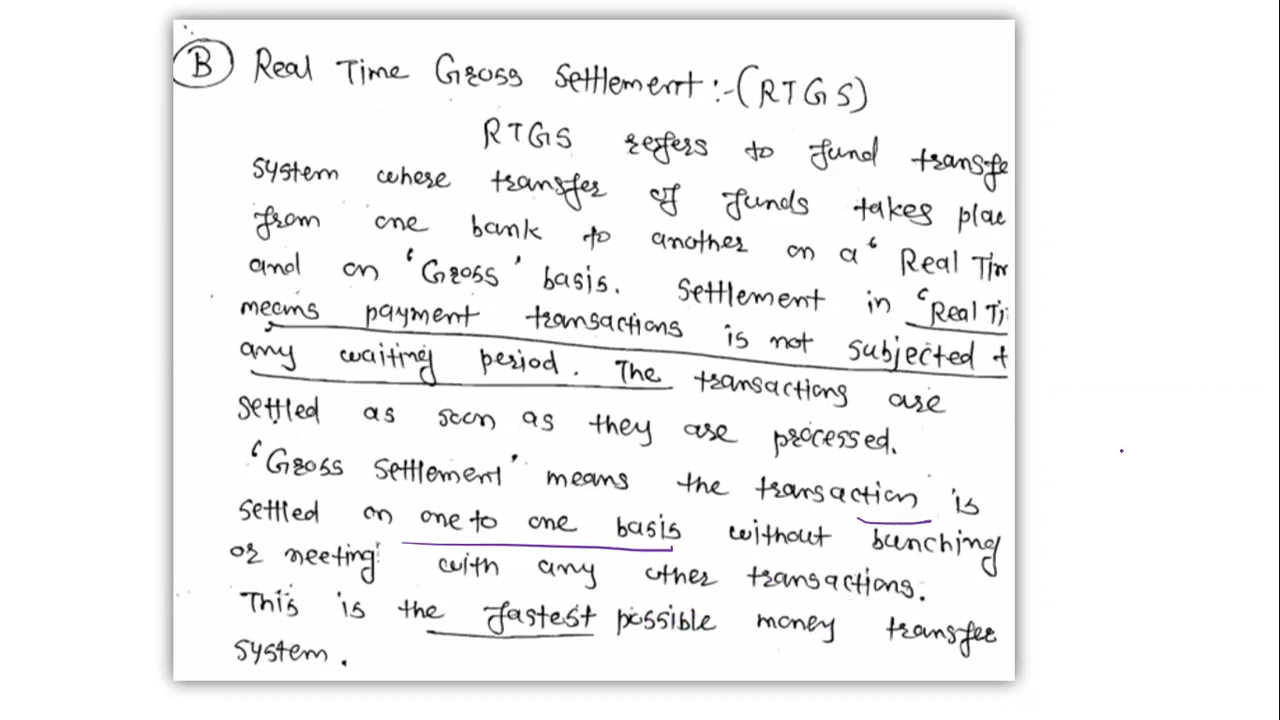 B Real Time Gross Settlement :- (RTGS)
RTGS refers to fund transfe
system where transfer of funds takes plac
from one bank to another on a ‘ Real Tim
and on ‘Gross’ basis. Settlement in ‘Real Ti
means payment transactions is not subjected t
any waiting period. The transactions are
settled as soon as they are processed.
‘Gross Settlement’ means the transaction is
settled on one to one basis without bunching
or neeting with any other transactions.
This is the fastest possible money transfer
system.